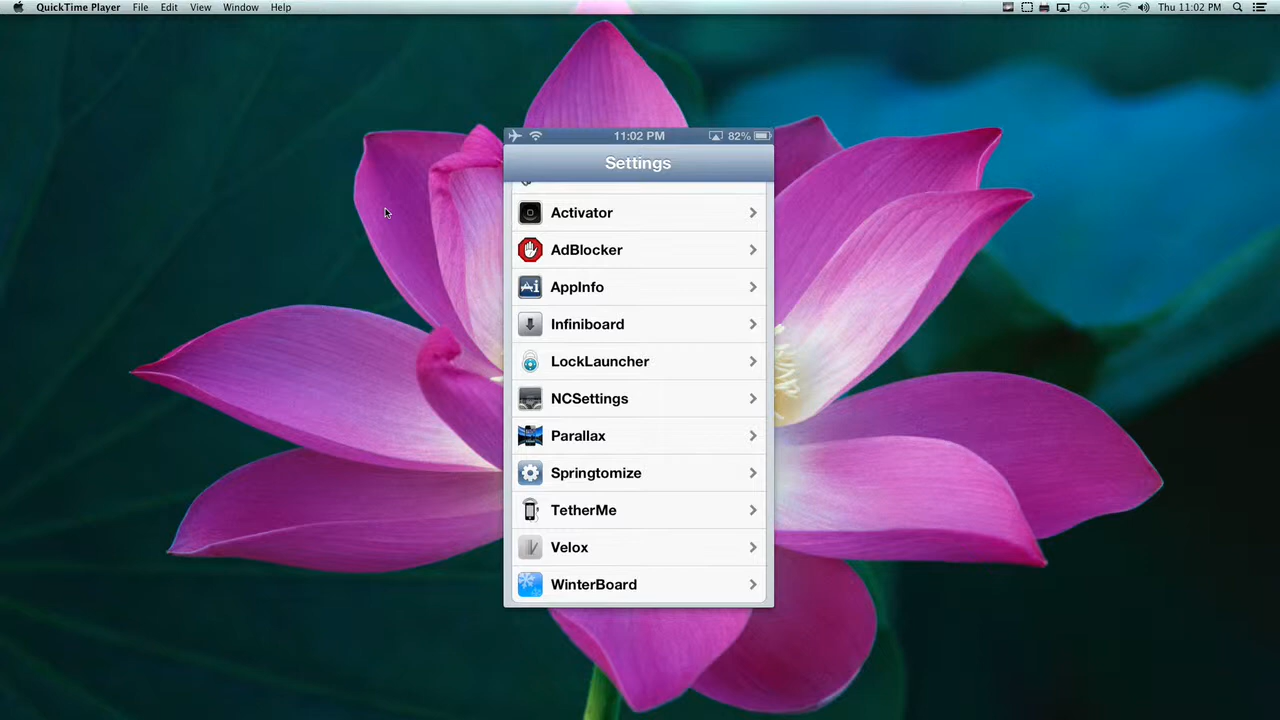 QuickTime Player File Edit View Window Help Thu 11:02 PM
11:02 PM 82%
Settings
Activator
AdBlocker
AppInfo
Infiniboard
LockLauncher
NCSettings
Parallax
Springtomize
TetherMe
Velox
WinterBoard